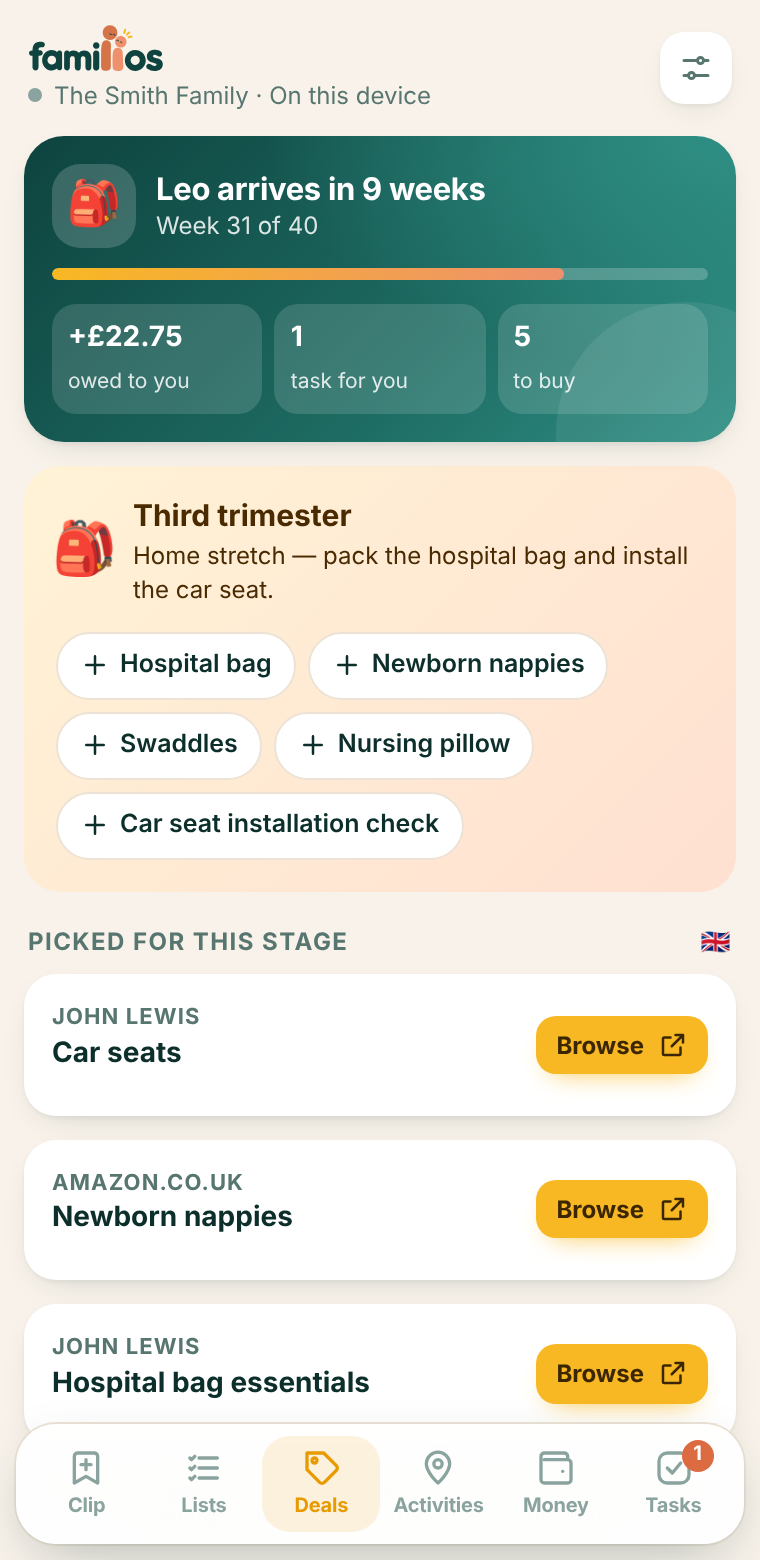 famillos
The Smith Family · On this device
Leo arrives in 9 weeks
Week 31 of 40
+£22.75
owed to you
1
task for you
5
to buy
Third trimester
Home stretch — pack the hospital bag and install
the car seat.
+ Hospital bag
+ Newborn nappies
+ Swaddles
+ Nursing pillow
+ Car seat installation check
PICKED FOR THIS STAGE
JOHN LEWIS
Car seats
Browse
AMAZON.CO.UK
Newborn nappies
Browse
JOHN LEWIS
Hospital bag essentials
Browse
Clip
Lists
Deals
Activities
Money
1
Tasks